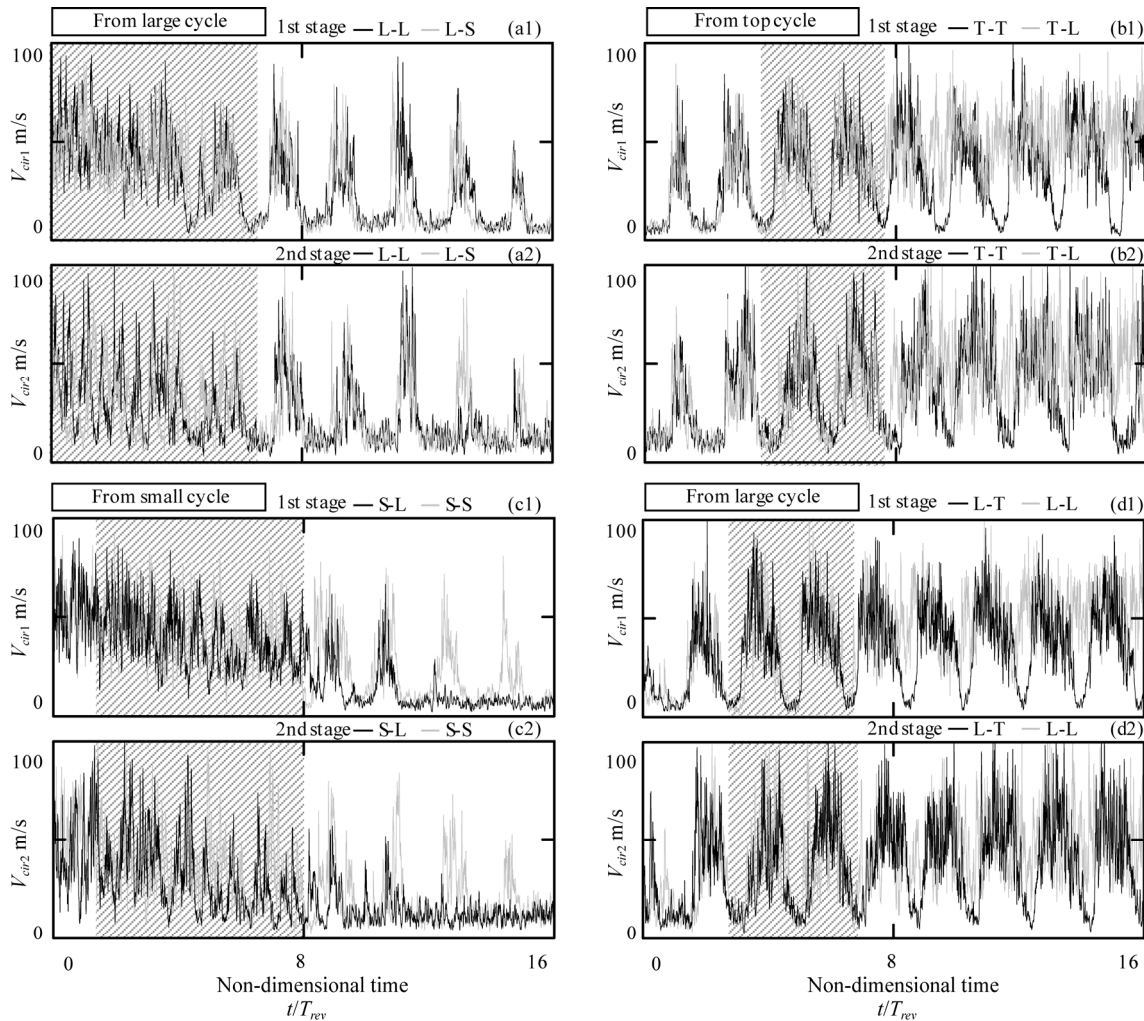 From large cycle 1st stage L-L L-S (a1)
100
V_cir1 m/s
0
2nd stage L-L L-S (a2)
100
V_cir2 m/s
0
From small cycle 1st stage S-L S-S (c1)
100
V_cir1 m/s
0
2nd stage S-L S-S (c2)
100
V_cir2 m/s
0
0 8 16
Non-dimensional time
t/T_rev
From top cycle 1st stage T-T T-L (b1)
100
V_cir1 m/s
0
2nd stage T-T T-L (b2)
100
V_cir2 m/s
0
From large cycle 1st stage L-T L-L (d1)
100
V_cir1 m/s
0
2nd stage L-T L-L (d2)
100
V_cir2 m/s
0
0 8 16
Non-dimensional time
t/T_rev